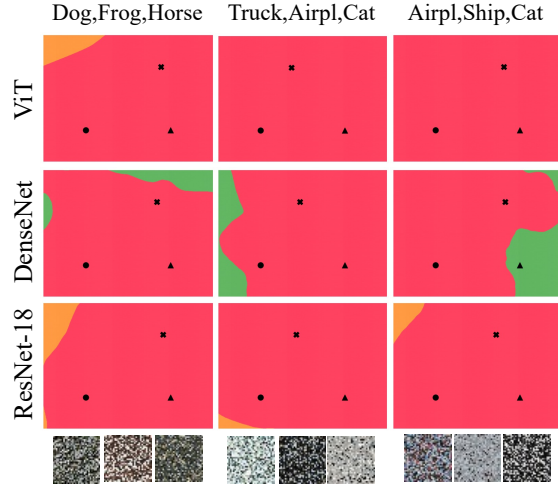 Dog,Frog,Horse Truck,Airpl,Cat Airpl,Ship,Cat
ViT
DenseNet
ResNet-18